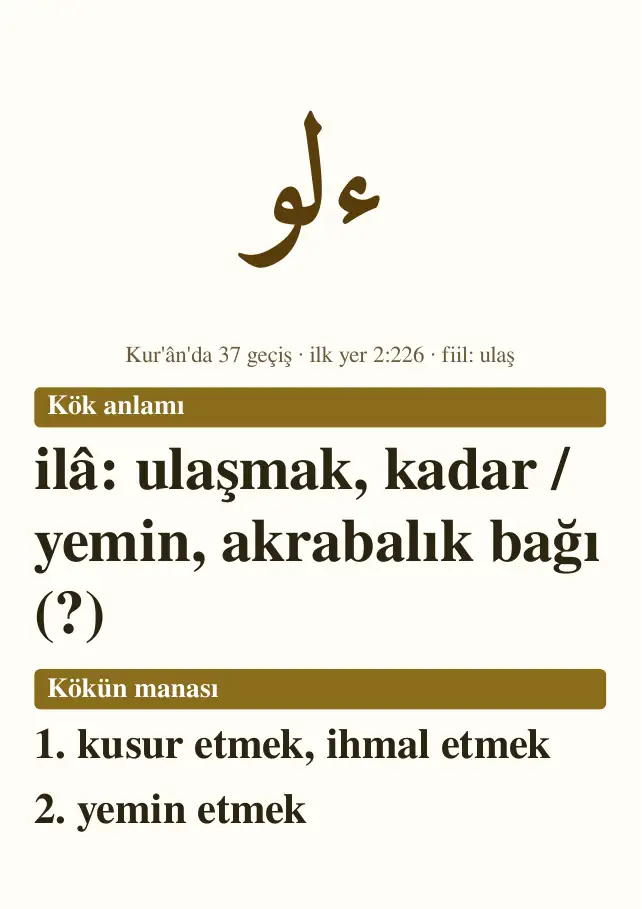 ءلو
Kur'ân'da 37 geçiş · ilk yer 2:226 · fiil: ulaş
Kök anlamı
ilâ: ulaşmak, kadar /
yemin, akrabalık bağı
(?)
Kökün manası
1. kusur etmek, ihmal etmek
2. yemin etmek